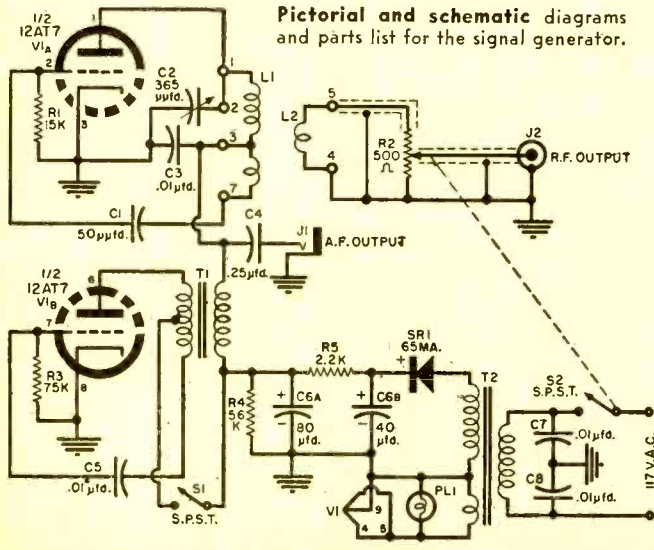 Pictorial and schematic diagrams
and parts list for the signal generator.
1/2
12AT7
V1A
1
2
3
R1
15K
C2
365
µµfd.
C3
.01µfd.
1
2
3
7
L1
C1
50µµfd.
L2
5
4
R2
500
Ω
J2
R.F. OUTPUT
C4
.25µfd.
J1
A.F. OUTPUT
1/2
12AT7
V1B
6
7
8
R3
75K
T1
C5
.01µfd.
S1
S.P.S.T.
R4
56
K
R5
2.2K
C6A
80
µfd.
C6B
40
µfd.
+
-
+
-
+
SR1
65MA.
T2
V1
9
4
5
PL1
S2
S.P.S.T.
C7
.01µfd.
C8
.01µfd.
117 V.A.C.